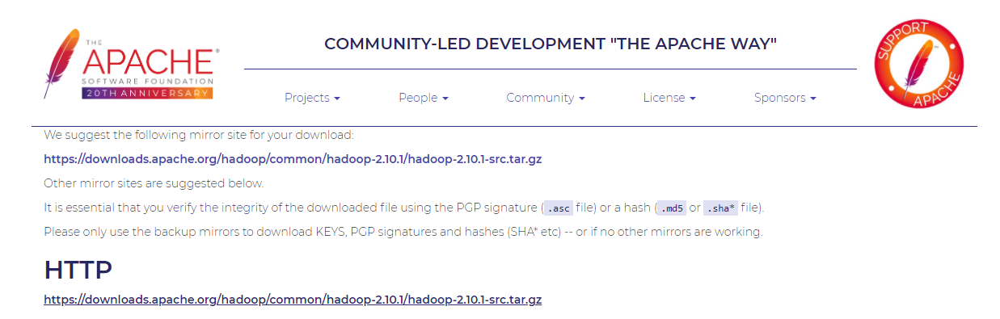 THE
APACHE®
SOFTWARE FOUNDATION
20TH ANNIVERSARY
COMMUNITY-LED DEVELOPMENT "THE APACHE WAY"
SUPPORT
APACHE
Projects
People
Community
License
Sponsors
We suggest the following mirror site for your download:
https://downloads.apache.org/hadoop/common/hadoop-2.10.1/hadoop-2.10.1-src.tar.gz
Other mirror sites are suggested below.
It is essential that you verify the integrity of the downloaded file using the PGP signature ( .asc file) or a hash ( .md5 or .sha* file).
Please only use the backup mirrors to download KEYS, PGP signatures and hashes (SHA* etc) -- or if no other mirrors are working.
HTTP
https://downloads.apache.org/hadoop/common/hadoop-2.10.1/hadoop-2.10.1-src.tar.gz